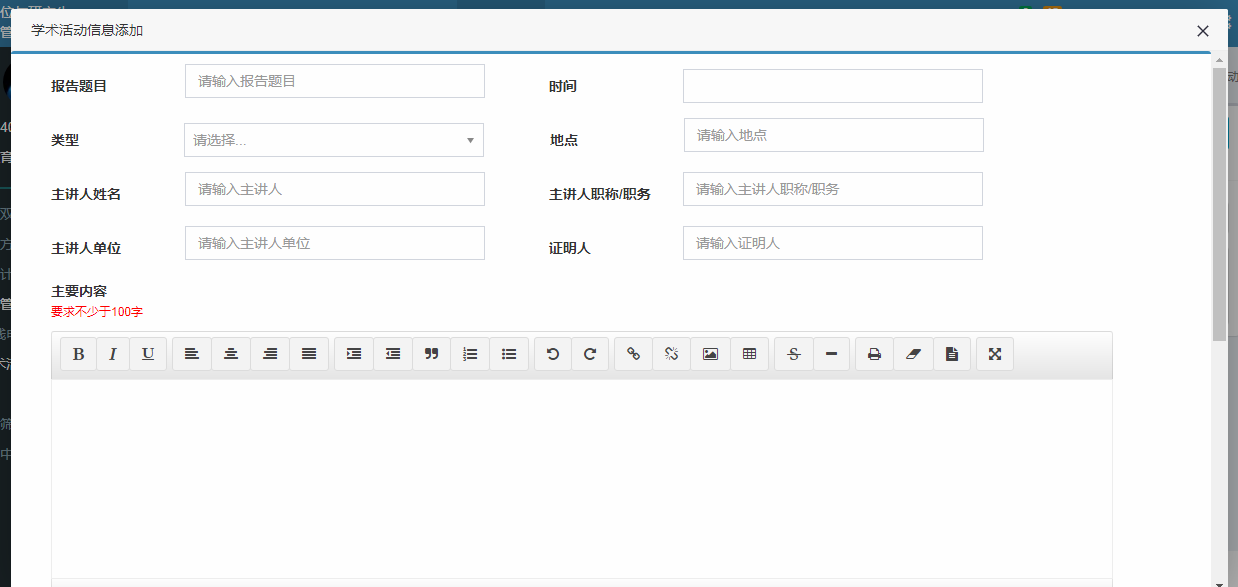 学术活动信息添加
报告题目 请输入报告题目 时间
类型 请选择... 地点 请输入地点
主讲人姓名 请输入主讲人 主讲人职称/职务 请输入主讲人职称/职务
主讲人单位 请输入主讲人单位 证明人 请输入证明人
主要内容
要求不少于100字
B I U S